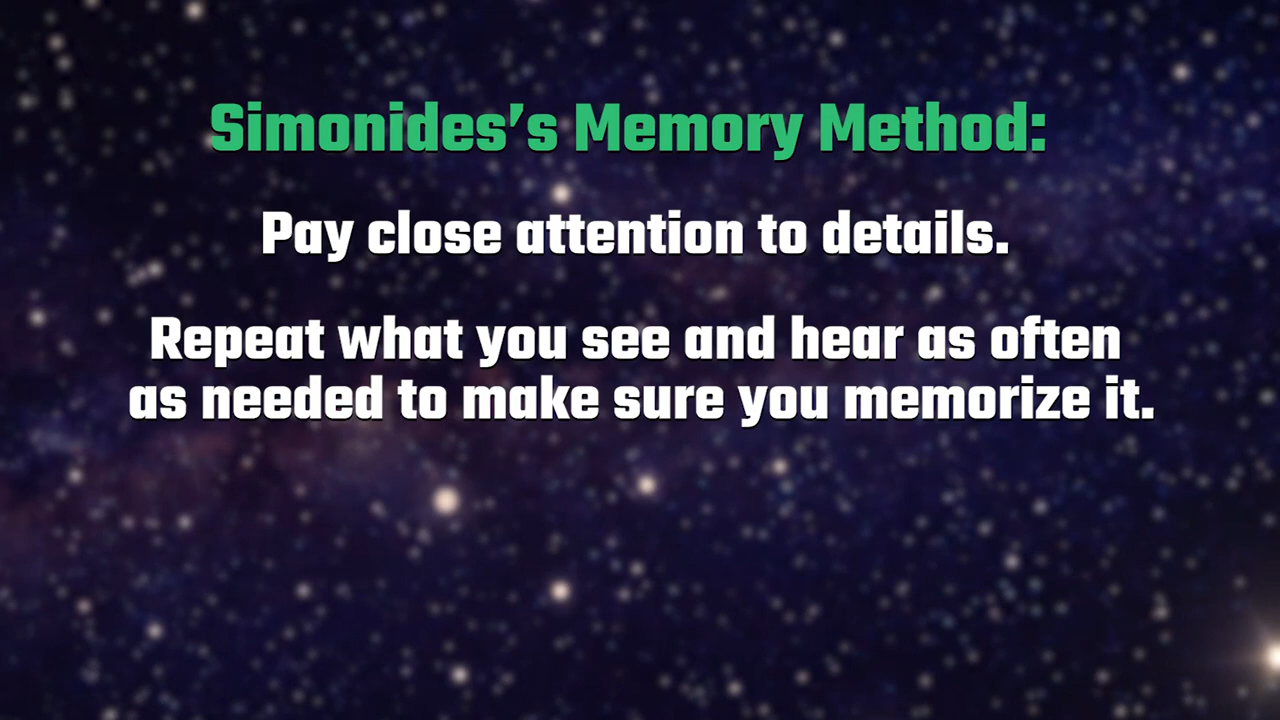 Simonides’s Memory Method:
Pay close attention to details.
Repeat what you see and hear as often
as needed to make sure you memorize it.